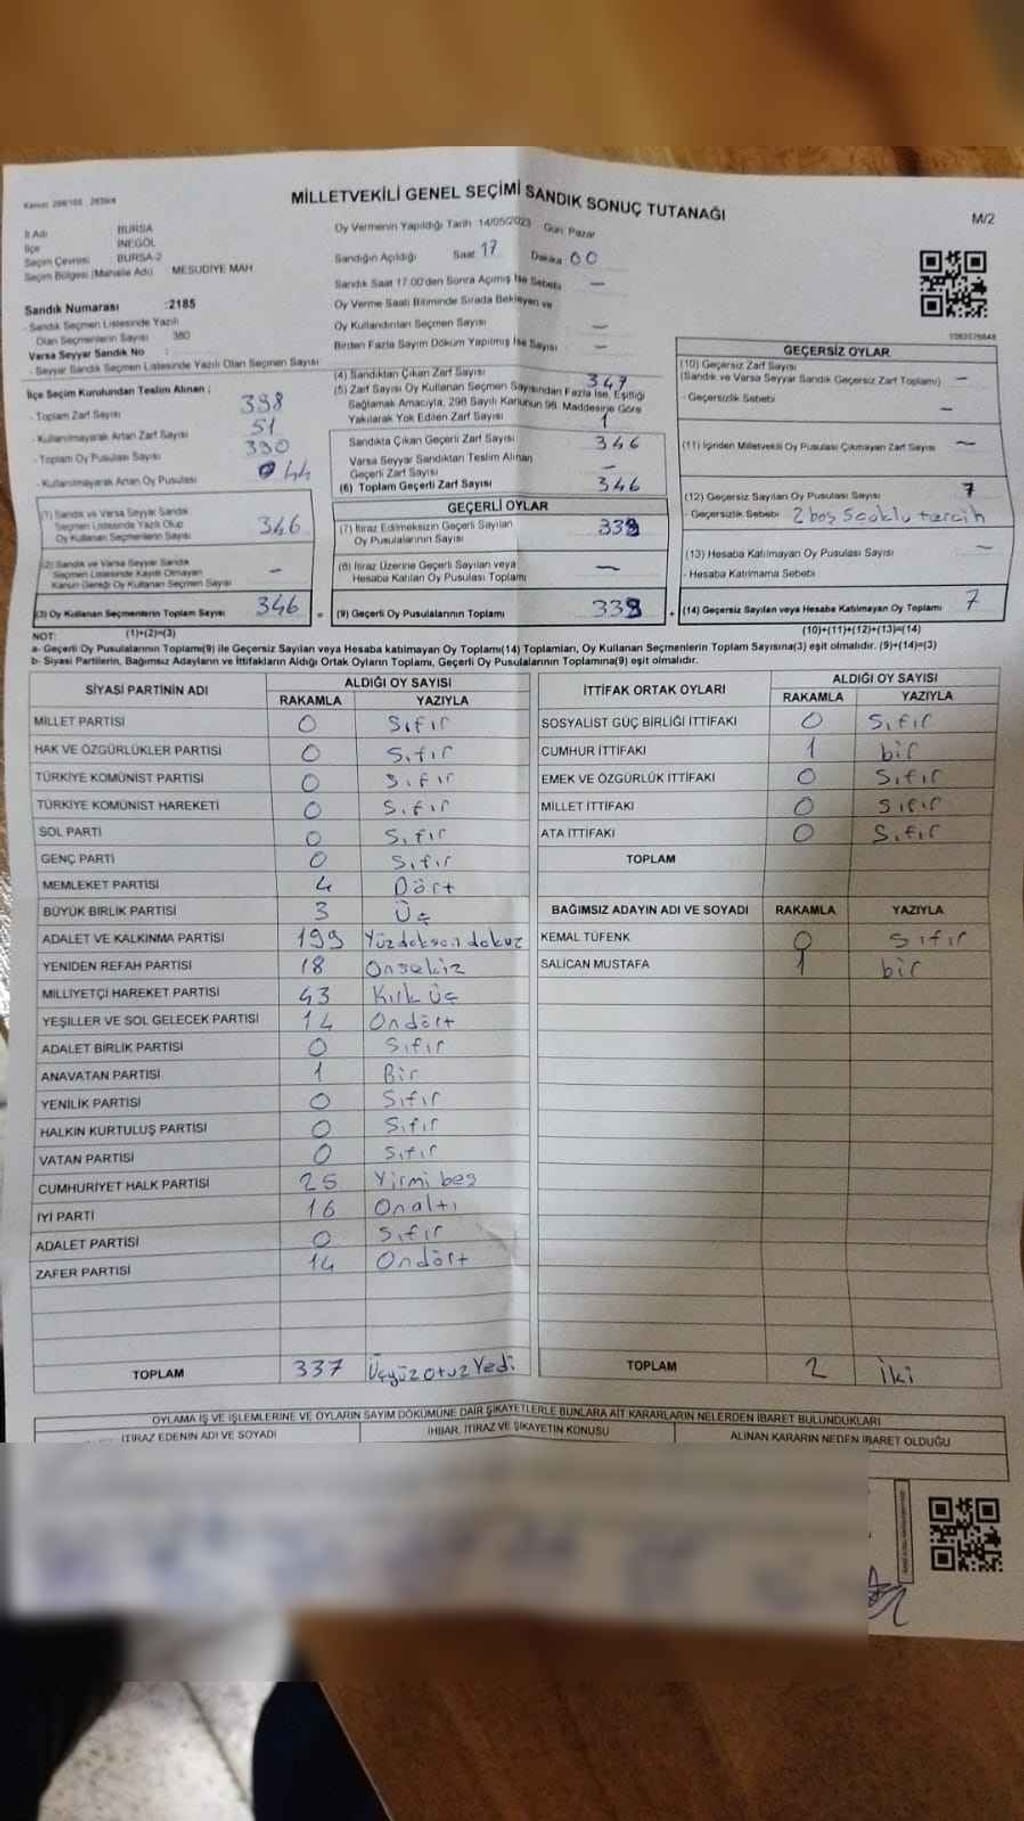 MİLLETVEKİLİ GENEL SEÇİMİ SANDIK SONUÇ TUTANAĞI
M/2
İl Adı BURSA
İlçe İNEGÖL
Seçim Çevresi BURSA-2
Seçim Bölgesi (Mahalle Adı) MESUDİYE MAH
Sandık Numarası :2185
- Sandık Seçmen Listesinde Yazılı
Olan Seçmenlerin Sayısı 380
Varsa Seyyar Sandık No :
- Seyyar Sandık Seçmen Listesinde Yazılı Olan Seçmen Sayısı
Oy Vermenin Yapıldığı Tarih 14/05/2023 Gün: Pazar
Sandığın Açıldığı Saat 17 Dakika 00
Sandık Saat 17.00'den Sonra Açılmış İse Sebebi —
Oy Verme Saati Bitiminde Sırada Bekleyen ve
Oy Kullandırılan Seçmen Sayısı —
Birden Fazla Sayım Döküm Yapılmış İse Sayısı —
İlçe Seçim Kurulundan Teslim Alınan :
- Toplam Zarf Sayısı 398
- Kullanılmayarak Artan Zarf Sayısı 51
- Toplam Oy Pusulası Sayısı 390
- Kullanılmayarak Artan Oy Pusulası 44
(4) Sandıktan Çıkan Zarf Sayısı 347
(5) Zarf Sayısı Oy Kullanan Seçmen Sayısından Fazla İse, Eşitliği
Sağlamak Amacıyla, 298 Sayılı Kanunun 98. Maddesine Göre
Yakılarak Yok Edilen Zarf Sayısı 1
Sandıkta Çıkan Geçerli Zarf Sayısı 346
Varsa Seyyar Sandıktan Teslim Alınan
Geçerli Zarf Sayısı —
(6) Toplam Geçerli Zarf Sayısı 346
GEÇERSİZ OYLAR
(10) Geçersiz Zarf Sayısı
(Sandık ve Varsa Seyyar Sandık Geçersiz Zarf Toplamı) —
- Geçersizlik Sebebi —
(11) İçinden Milletvekili Oy Pusulası Çıkmayan Zarf Sayısı —
(12) Geçersiz Sayılan Oy Pusulası Sayısı 7
- Geçersizlik Sebebi 2 boş 5 çoklu tercih
(13) Hesaba Katılmayan Oy Pusulası Sayısı —
- Hesaba Katılmama Sebebi
(1) Sandık ve Varsa Seyyar Sandık
Seçmen Listesinde Yazılı Olup
Oy Kullanan Seçmenlerin Sayısı 346
(2) Sandık ve Varsa Seyyar Sandık
Seçmen Listesinde Kayıtlı Olmayan
Kanun Gereği Oy Kullanan Seçmen Sayısı -
(3) Oy Kullanan Seçmenlerin Toplam Sayısı 346 =
GEÇERLİ OYLAR
(7) İtiraz Edilmeksizin Geçerli Sayılan
Oy Pusulalarının Sayısı 339
(8) İtiraz Üzerine Geçerli Sayılan veya
Hesaba Katılan Oy Pusulası Toplamı —
(9) Geçerli Oy Pusulalarının Toplamı 339 +
(14) Geçersiz Sayılan veya Hesaba Katılmayan Oy Toplamı 7
NOT: (1)+(2)=(3)
(10)+(11)+(12)+(13)=(14)
a- Geçerli Oy Pusulalarının Toplamı(9) ile Geçersiz Sayılan veya Hesaba katılmayan Oy Toplamı(14) Toplamları, Oy Kullanan Seçmenlerin Toplam Sayısına(3) eşit olmalıdır. (9)+(14)=(3)
b- Siyasi Partilerin, Bağımsız Adayların ve İttifakların Aldığı Ortak Oyların Toplamı, Geçerli Oy Pusulalarının Toplamına(9) eşit olmalıdır.
SİYASİ PARTİNİN ADI ALDIĞI OY SAYISI
RAKAMLA YAZIYLA
MİLLET PARTİSİ 0 Sıfır
HAK VE ÖZGÜRLÜKLER PARTİSİ 0 Sıfır
TÜRKİYE KOMÜNİST PARTİSİ 0 Sıfır
TÜRKİYE KOMÜNİST HAREKETİ 0 Sıfır
SOL PARTİ 0 Sıfır
GENÇ PARTİ 0 Sıfır
MEMLEKET PARTİSİ 4 Dört
BÜYÜK BİRLİK PARTİSİ 3 Üç
ADALET VE KALKINMA PARTİSİ 199 Yüzdoksan dokuz
YENİDEN REFAH PARTİSİ 18 Onsekiz
MİLLİYETÇİ HAREKET PARTİSİ 43 Kırk üç
YEŞİLLER VE SOL GELECEK PARTİSİ 14 Ondört
ADALET BİRLİK PARTİSİ 0 Sıfır
ANAVATAN PARTİSİ 1 Bir
YENİLİK PARTİSİ 0 Sıfır
HALKIN KURTULUŞ PARTİSİ 0 Sıfır
VATAN PARTİSİ 0 Sıfır
CUMHURİYET HALK PARTİSİ 25 Yirmi beş
İYİ PARTİ 16 Onaltı
ADALET PARTİSİ 0 Sıfır
ZAFER PARTİSİ 14 Ondört
TOPLAM 337 Üçyüz otuz Yedi
İTTİFAK ORTAK OYLARI ALDIĞI OY SAYISI
RAKAMLA YAZIYLA
SOSYALİST GÜÇ BİRLİĞİ İTTİFAKI 0 Sıfır
CUMHUR İTTİFAKI 1 bir
EMEK VE ÖZGÜRLÜK İTTİFAKI 0 Sıfır
MİLLET İTTİFAKI 0 Sıfır
ATA İTTİFAKI 0 Sıfır
TOPLAM
BAĞIMSIZ ADAYIN ADI VE SOYADI RAKAMLA YAZIYLA
KEMAL TÜFENK 0 Sıfır
SALİCAN MUSTAFA 1 bir
TOPLAM 2 İki
OYLAMA İŞ VE İŞLEMLERİNE VE OYLARIN SAYIM DÖKÜMÜNE DAİR ŞİKAYETLERLE BUNLARA AİT KARARLARIN NELERDEN İBARET BULUNDUKLARI
İTİRAZ EDENİN ADI VE SOYADI İHBAR, İTİRAZ VE ŞİKAYETİN KONUSU ALINAN KARARIN NEDEN İBARET OLDUĞU